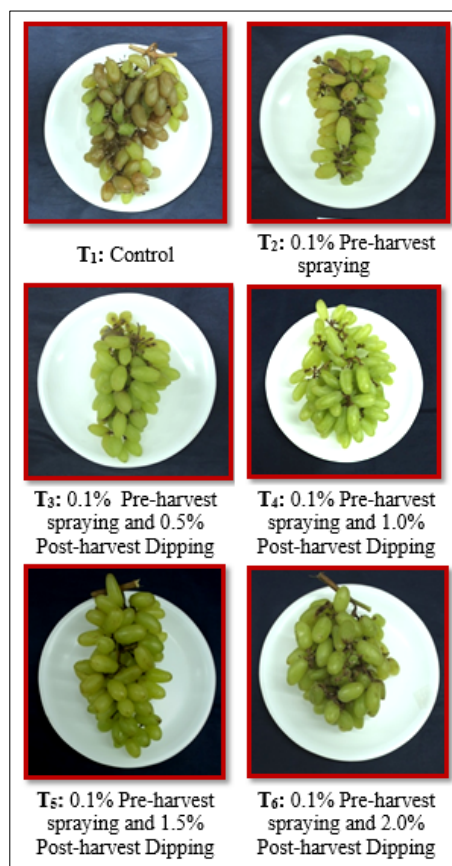 T₁: Control
T₂: 0.1% Pre-harvest
spraying
T₃: 0.1% Pre-harvest
spraying and 0.5%
Post-harvest Dipping
T₄: 0.1% Pre-harvest
spraying and 1.0%
Post-harvest Dipping
T₅: 0.1% Pre-harvest
spraying and 1.5%
Post-harvest Dipping
T₆: 0.1% Pre-harvest
spraying and 2.0%
Post-harvest Dipping